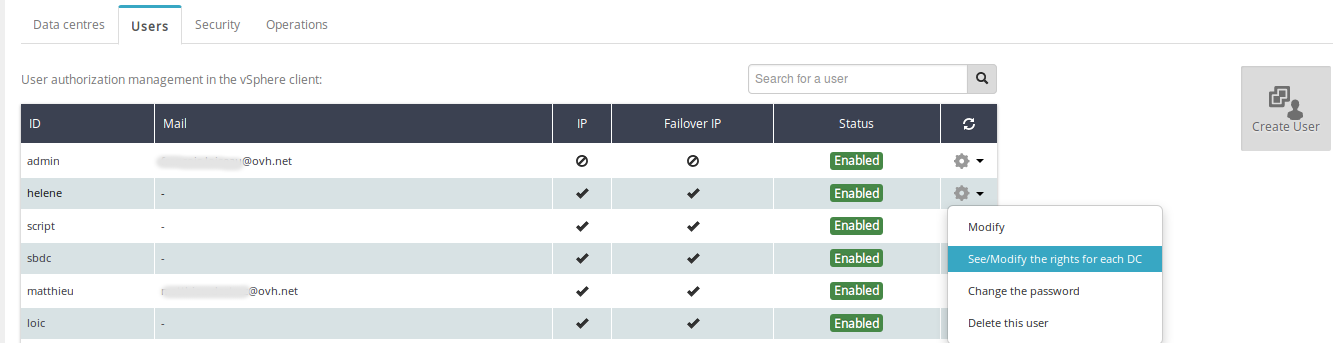 Data centres Users Security Operations
User authorization management in the vSphere client:
Search for a user
Create User
ID Mail IP Failover IP Status
admin @ovh.net Enabled
helene - Enabled
script - Enabled
sbdc - Enabled
matthieu @ovh.net Enabled
loic - Enabled
Modify
See/Modify the rights for each DC
Change the password
Delete this user